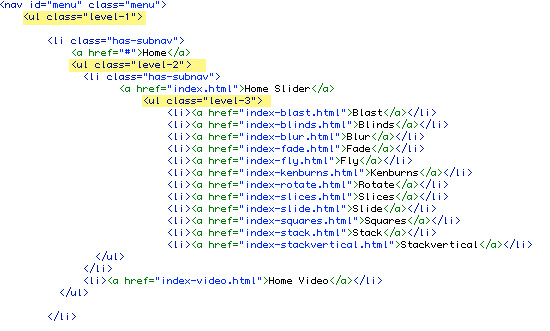 <nav id="menu" class="menu">
<ul class="level-1">
<li class="has-subnav">
<a href="#">Home</a>
<ul class="level-2">
<li class="has-subnav">
<a href="index.html">Home Slider</a>
<ul class="level-3">
<li><a href="index-blast.html">Blast</a></li>
<li><a href="index-blinds.html">Blinds</a></li>
<li><a href="index-blur.html">Blur</a></li>
<li><a href="index-fade.html">Fade</a></li>
<li><a href="index-fly.html">Fly</a></li>
<li><a href="index-kenburns.html">Kenburns</a></li>
<li><a href="index-rotate.html">Rotate</a></li>
<li><a href="index-slices.html">Slices</a></li>
<li><a href="index-slide.html">Slide</a></li>
<li><a href="index-squares.html">Squares</a></li>
<li><a href="index-stack.html">Stack</a></li>
<li><a href="index-stackvertical.html">Stackvertical</a></li>
</ul>
</li>
<li><a href="index-video.html">Home Video</a></li>
</ul>
</li>